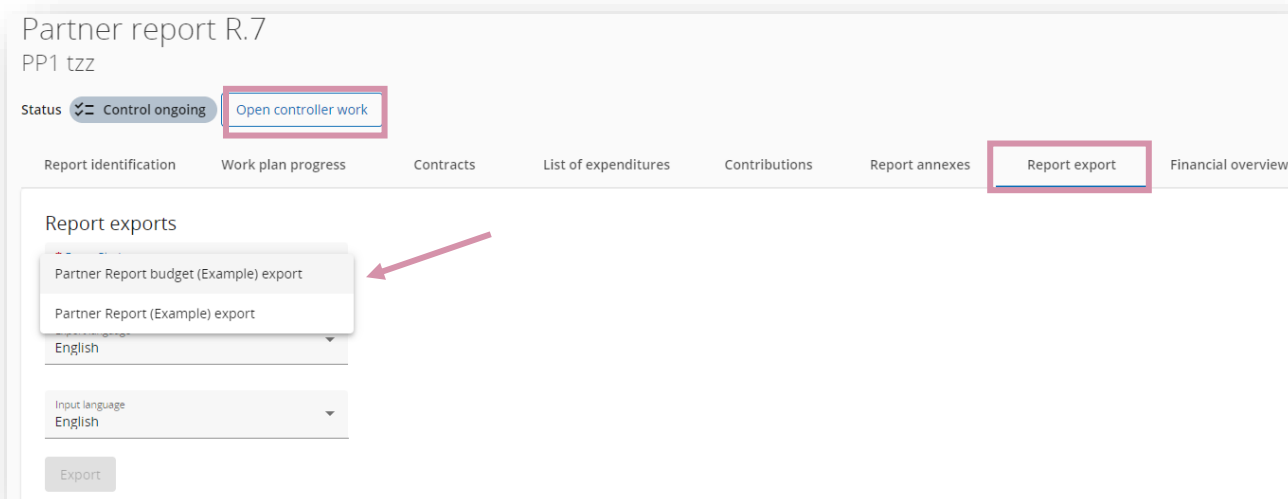 Partner report R.7
PP1 tzz
Status Control ongoing Open controller work
Report identification Work plan progress Contracts List of expenditures Contributions Report annexes Report export Financial overview
Report exports
Partner Report budget (Example) export
Partner Report (Example) export
English
Input language
English
Export